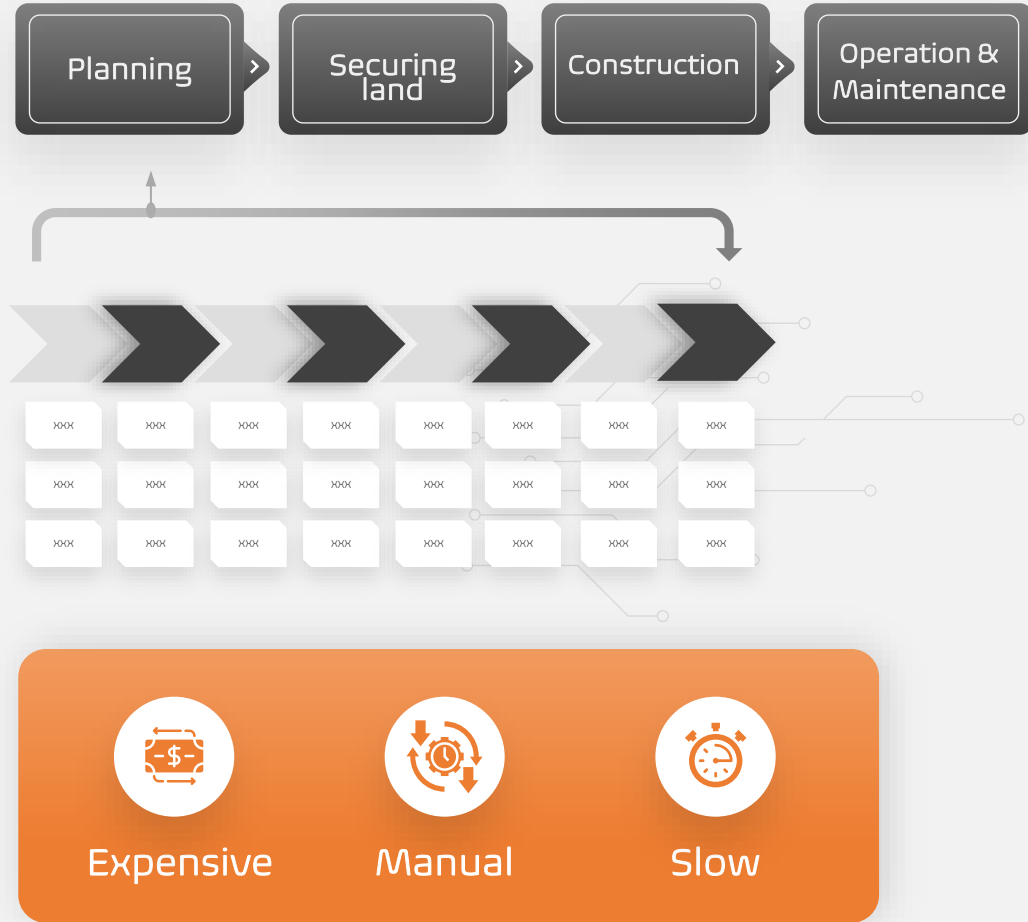 Planning
Securing
land
Construction
Operation &
Maintenance
xxx xxx xxx xxx xxx xxx xxx xxx
xxx xxx xxx xxx xxx xxx xxx xxx
xxx xxx xxx xxx xxx xxx xxx xxx
$
Expensive
Manual
Slow